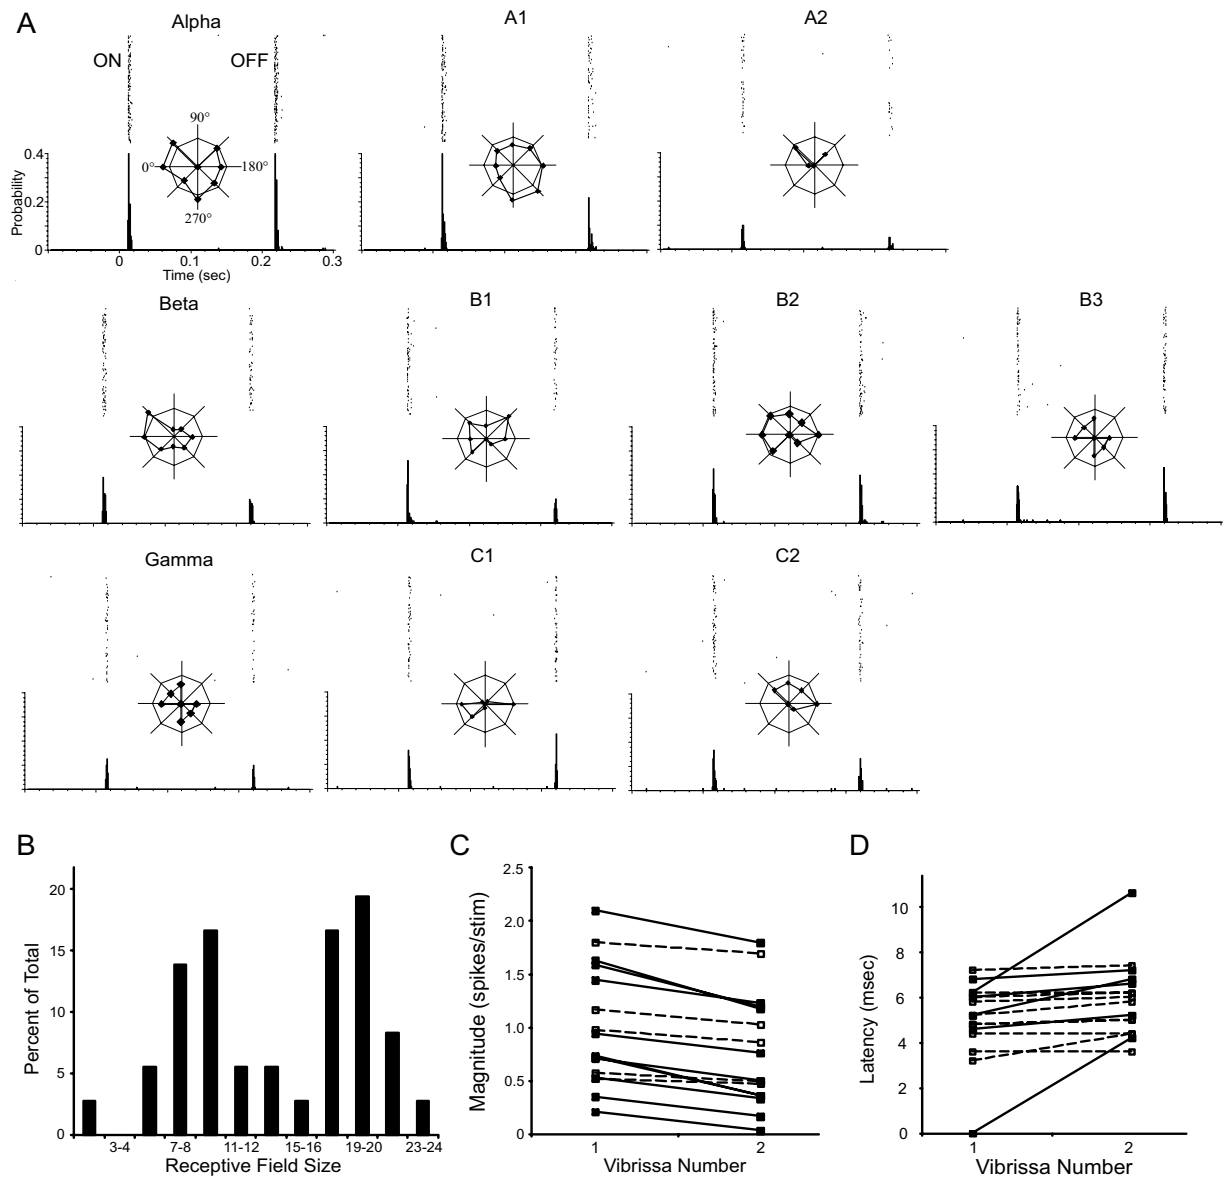 A
Alpha
A1
A2
ON
OFF
90°
0°
180°
270°
0.4
0.2
0
Probability
0
0.1
0.2
0.3
Time (sec)
Beta
B1
B2
B3
Gamma
C1
C2
B
20
15
10
5
0
Percent of Total
3-4
7-8
11-12
15-16
19-20
23-24
Receptive Field Size
C
2.5
2.0
1.5
1.0
0.5
0
Magnitude (spikes/stim)
1
2
Vibrissa Number
D
10
8
6
4
2
0
Latency (msec)
1
2
Vibrissa Number